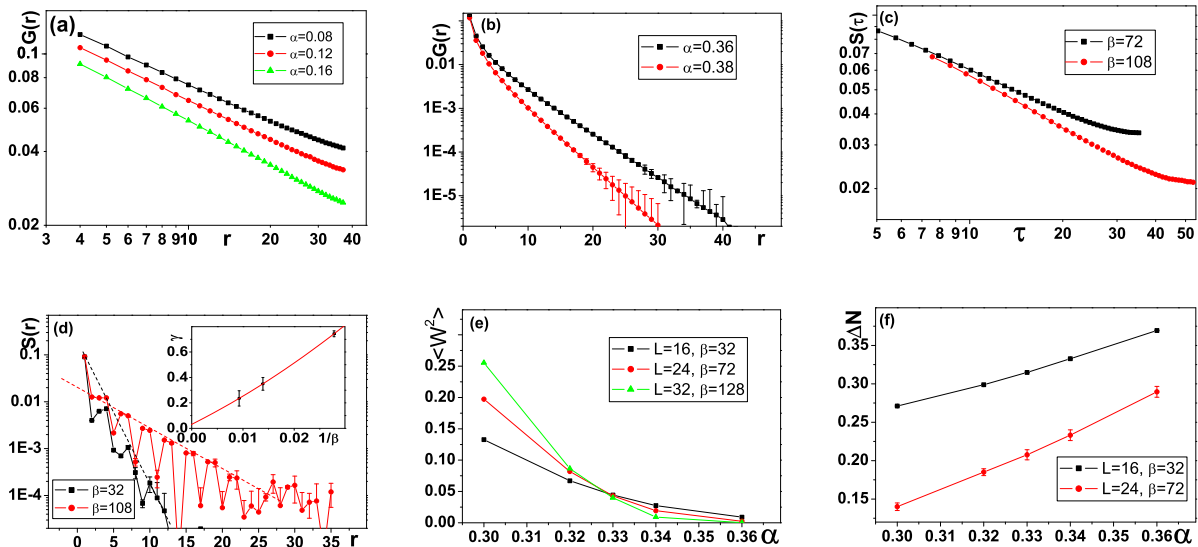 (a)
G(r)
0.1
0.08
0.06
0.04
0.02
3 4 5 6 7 8 9 10 20 30 40
r
α=0.08
α=0.12
α=0.16
(b)
G(r)
0.1
1E-3
1E-4
1E-5
0 10 20 30 40
r
α=0.36
α=0.38
(c)
S(τ)
0.07
0.06
0.05
0.04
0.03
0.02
5 6 7 8 9 10 20 30 40 50
τ
β=72
β=108
(d)
S(r)
0.1
0.01
1E-3
1E-4
0 5 10 15 20 25 30 35
r
β=32
β=108
γ
0.6
0.4
0.2
0.0
0.00 0.01 0.02 1/β
(e)
<W²>
0.30
0.25
0.20
0.15
0.10
0.05
0.00
0.30 0.31 0.32 0.33 0.34 0.35 0.36
α
L=16, β=32
L=24, β=72
L=32, β=128
(f)
ΔN
0.35
0.30
0.25
0.20
0.15
0.30 0.31 0.32 0.33 0.34 0.35 0.36
α
L=16, β=32
L=24, β=72